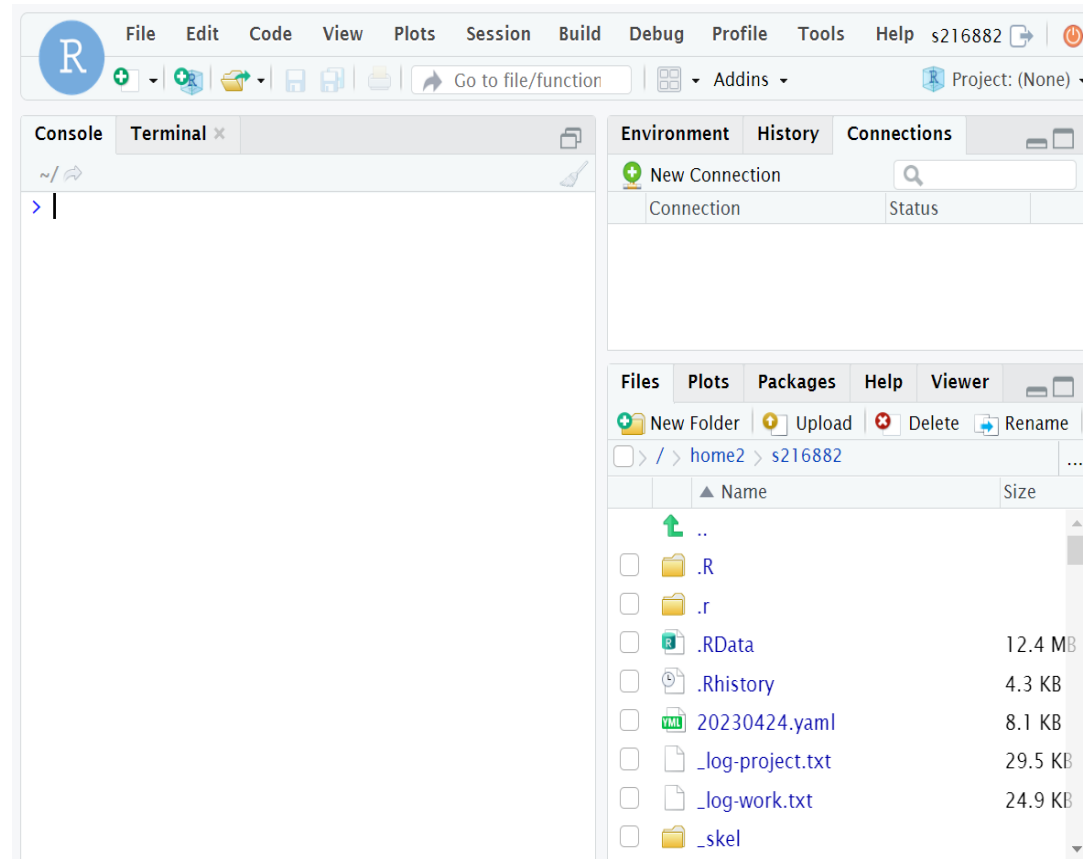 R File Edit Code View Plots Session Build Debug Profile Tools Help s216882
Go to file/function Addins R Project: (None)
Console Terminal ×
~/
>
Environment History Connections
New Connection
Connection Status
Files Plots Packages Help Viewer
New Folder Upload Delete Rename
> / > home2 > s216882 ...
Name Size
..
.R
.r
.RData 12.4 MB
.Rhistory 4.3 KB
20230424.yaml 8.1 KB
_log-project.txt 29.5 KB
_log-work.txt 24.9 KB
_skel